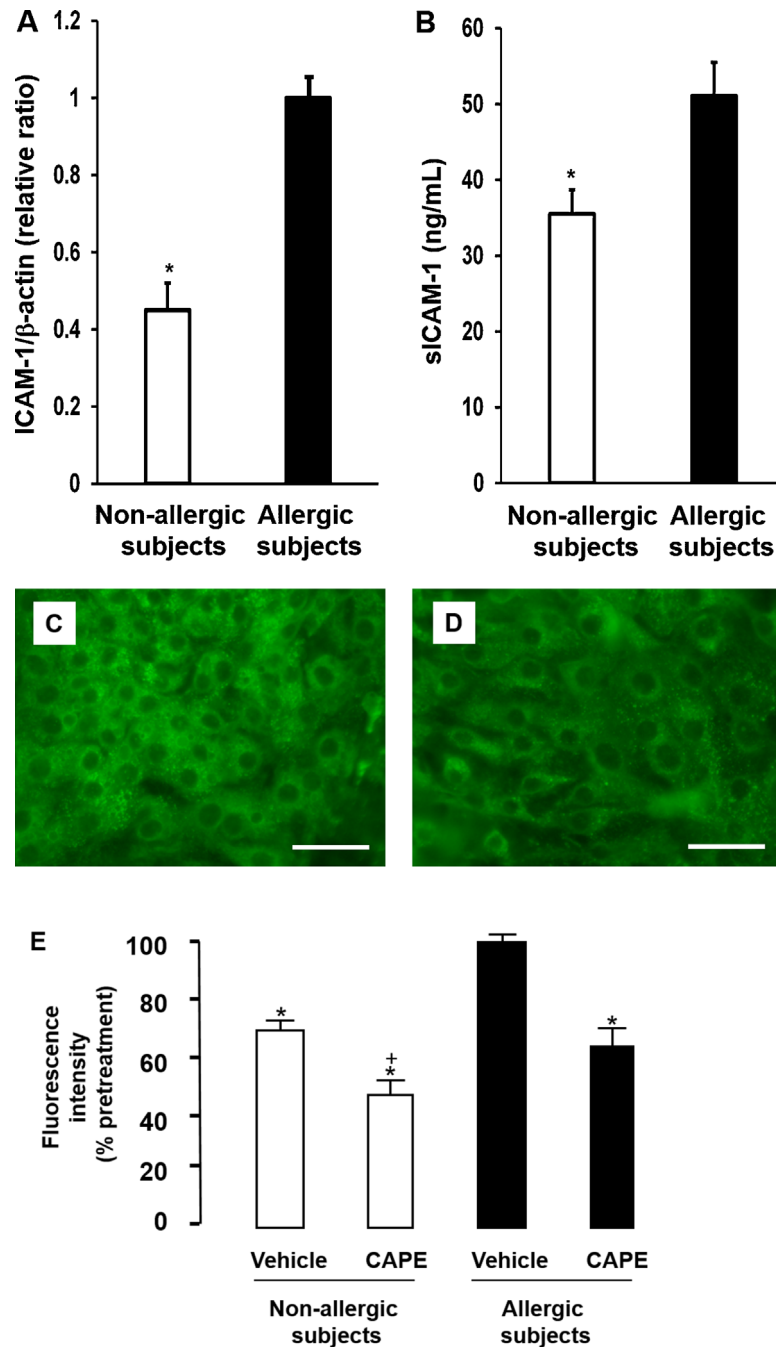 A
1.2
1
0.8
0.6
0.4
0.2
0
ICAM-1/β-actin (relative ratio)
*
Non-allergic subjects
Allergic subjects
B
60
50
40
30
20
10
0
sICAM-1 (ng/mL)
*
Non-allergic subjects
Allergic subjects
C
D
E
100
80
60
40
20
0
Fluorescence
intensity
(% pretreatment)
*
+
*
*
Vehicle
CAPE
Vehicle
CAPE
Non-allergic
subjects
Allergic
subjects